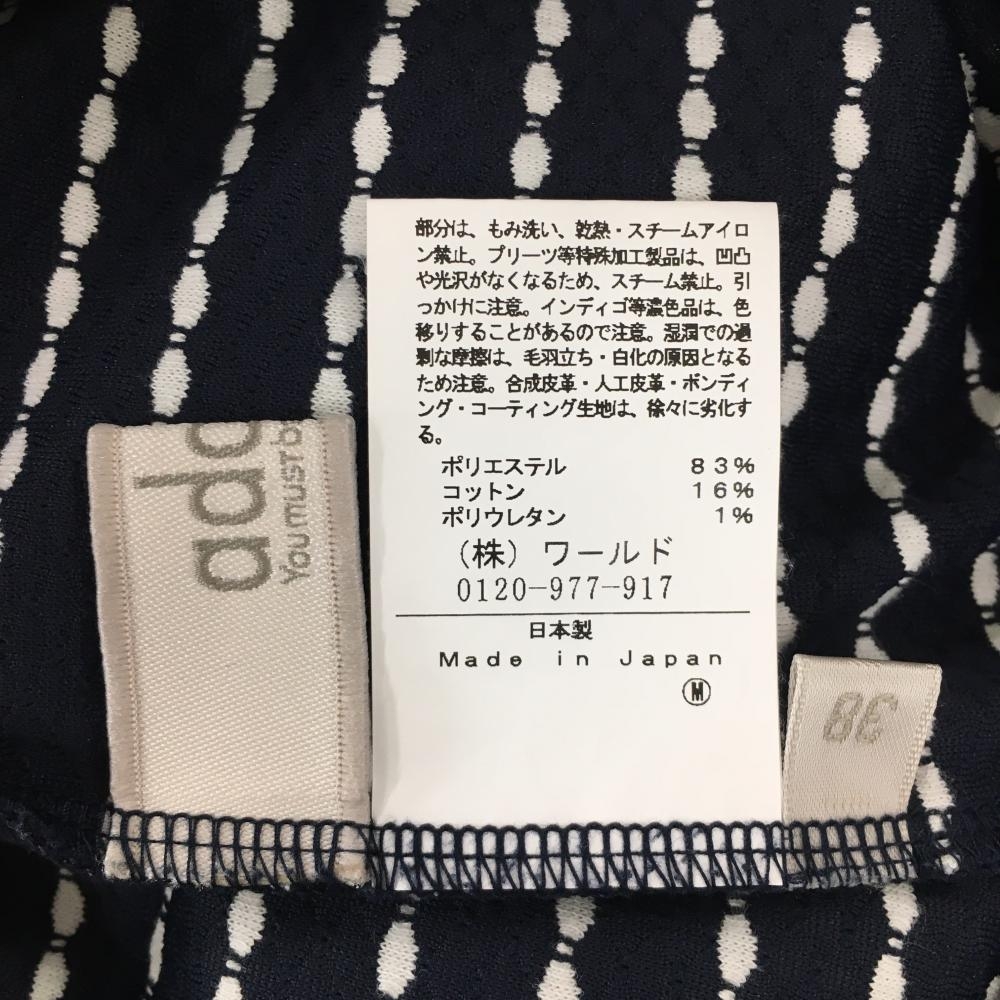 部分は、もみ洗い、乾熱・スチームアイロ
ン禁止。プリーツ等特殊加工製品は、凹凸
や光沢がなくなるため、スチーム禁止。引
っかけに注意。インディゴ等濃色品は、色
移りすることがあるので注意。湿潤での過
剰な摩擦は、毛羽立ち・白化の原因となる
ため注意。合成皮革・人工皮革・ボンディ
ング・コーティング生地は、徐々に劣化す
る。
ポリエステル 83%
コットン 16%
ポリウレタン 1%
(株) ワールド
0120-977-917
日本製
Made in Japan
M
You must
38